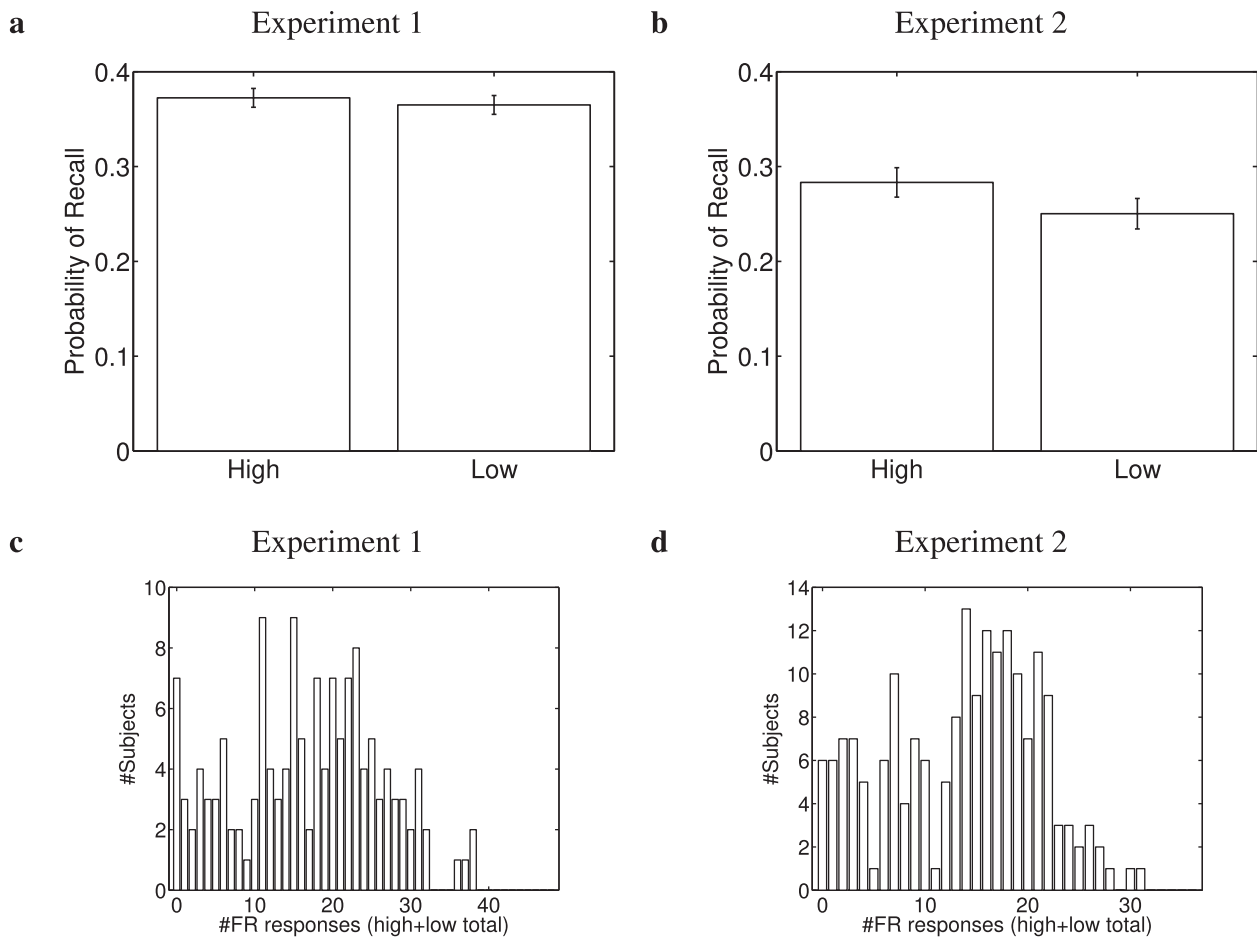 a Experiment 1
0.4
0.3
0.2
0.1
0
Probability of Recall
High Low
b Experiment 2
0.4
0.3
0.2
0.1
0
Probability of Recall
High Low
c Experiment 1
10
8
6
4
2
0
#Subjects
0 10 20 30 40
#FR responses (high+low total)
d Experiment 2
14
12
10
8
6
4
2
0
#Subjects
0 10 20 30
#FR responses (high+low total)